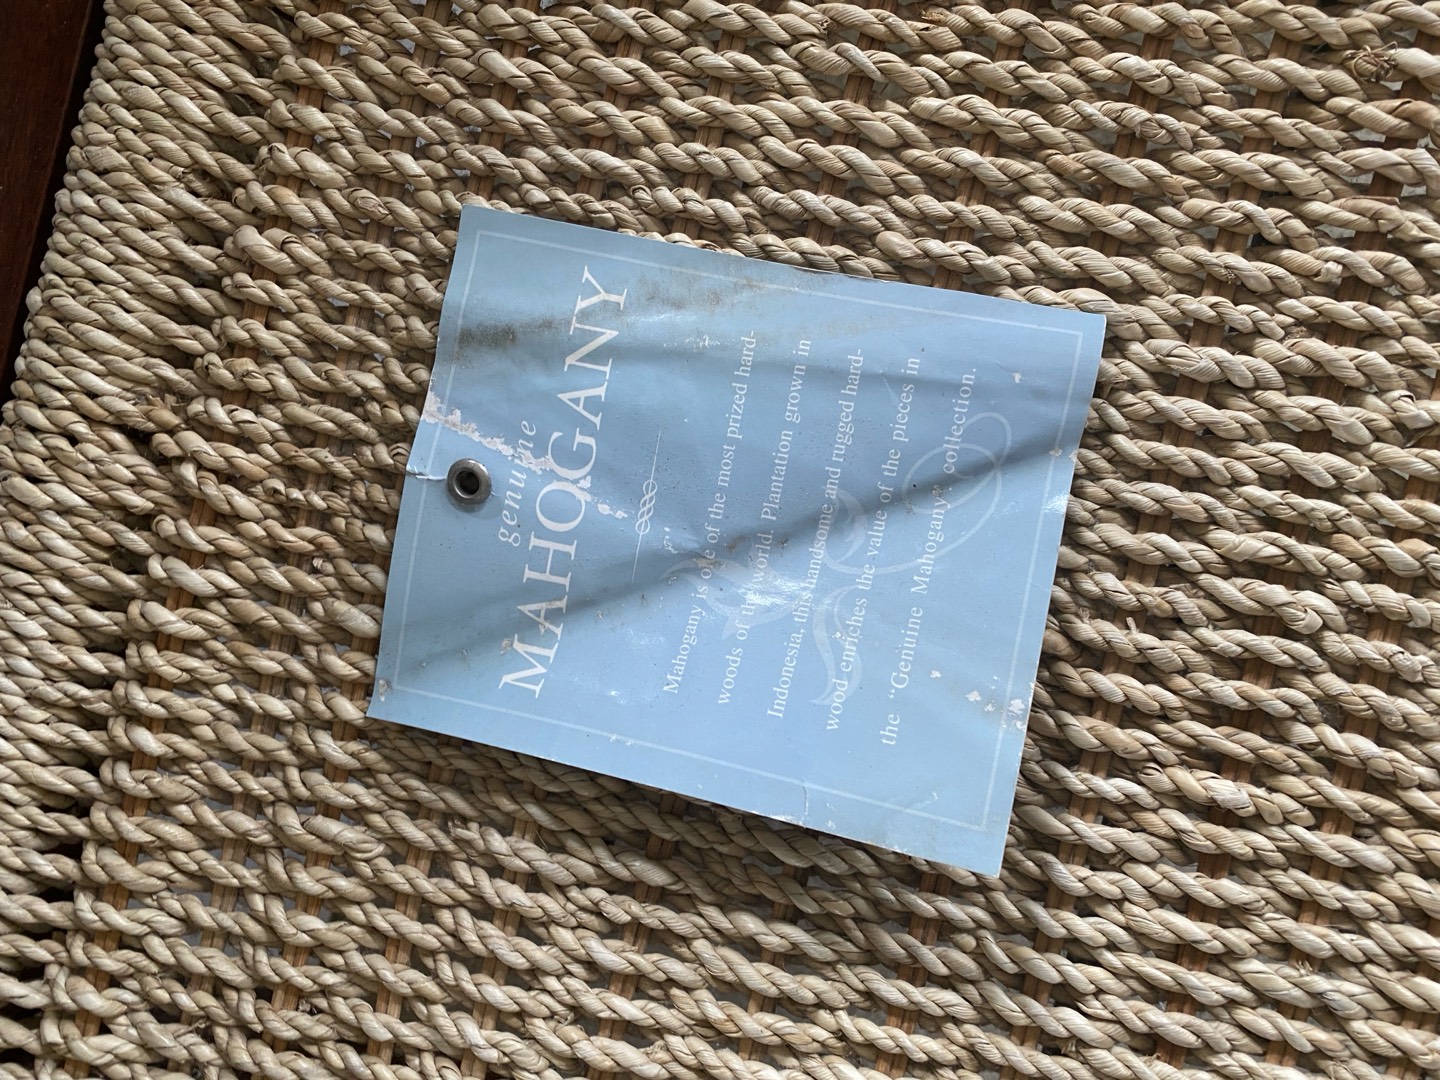 genuine
MAHOGANY
Mahogany is one of the most prized hard-
woods of the world. Plantation grown in
Indonesia, this handsome and rugged hard-
wood enriches the value of the pieces in
the “Genuine Mahogany” collection.